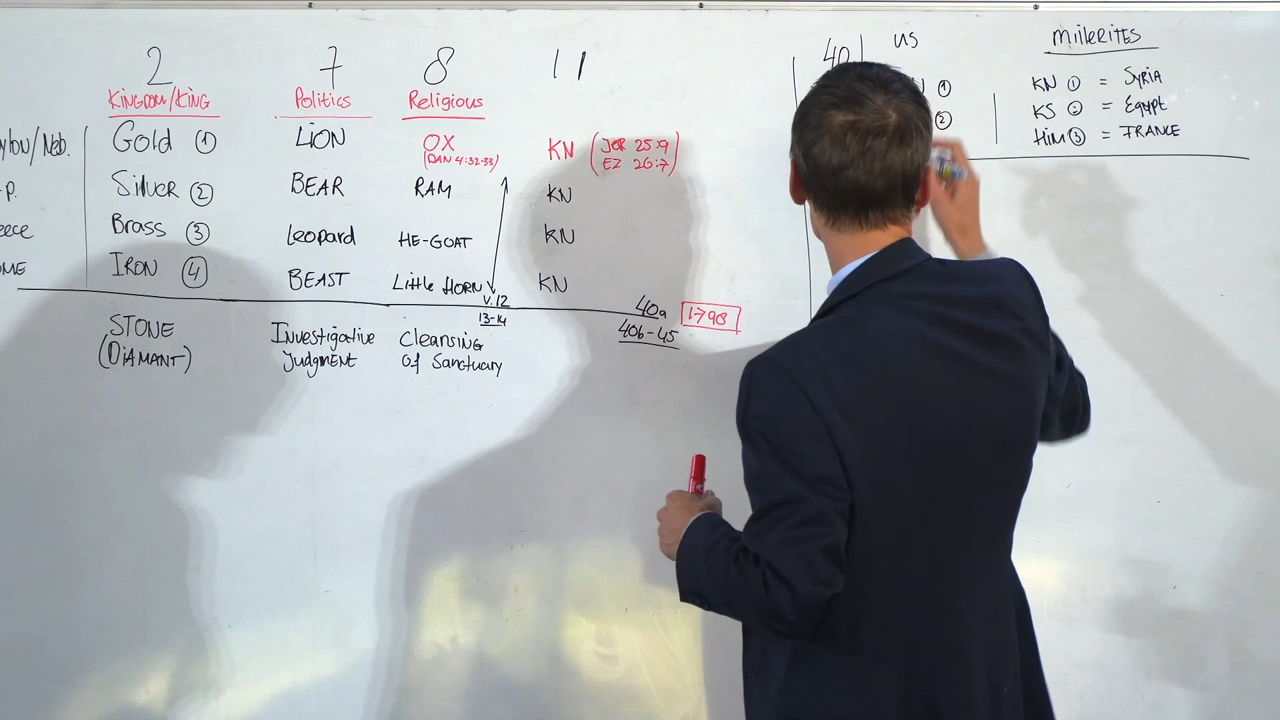 2 7 8 11
Kingdom/King Politics Religious
Gold ① LION OX KN (JER 25:9
(DAN 4:32-33) EZ 26:7)
-P. Silver ② BEAR RAM KN
Brass ③ Leopard HE-GOAT KN
IRON ④ BEAST Little HORN KN
V.12 40a 1798
13-14 40b-45
STONE Investigative Cleansing
(DIAMANT) Judgment of Sanctuary
40 US
①
②
MillERITES
KN ① = Syria
KS ② = Egypt
Him ③ = FRANCE